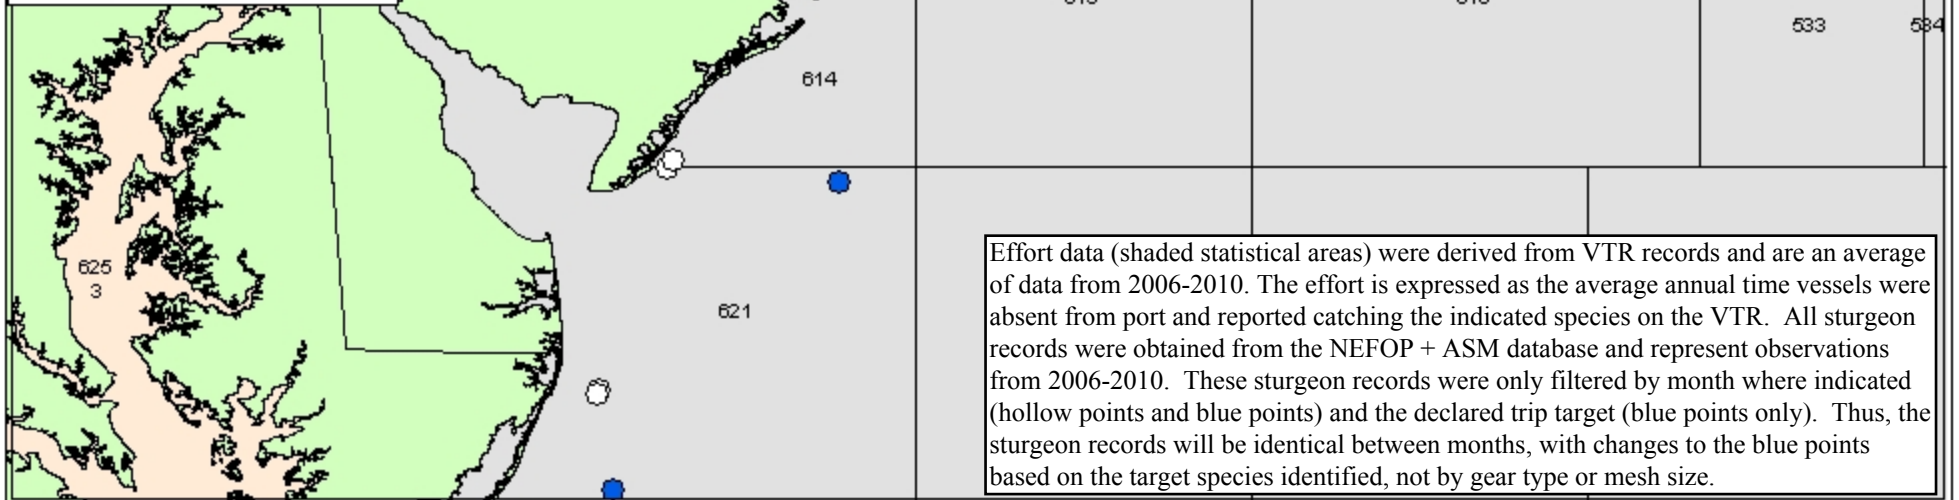 533
534
614
625
3
621
Effort data (shaded statistical areas) were derived from VTR records and are an average
of data from 2006-2010. The effort is expressed as the average annual time vessels were
absent from port and reported catching the indicated species on the VTR.  All sturgeon
records were obtained from the NEFOP + ASM database and represent observations
from 2006-2010.  These sturgeon records were only filtered by month where indicated
(hollow points and blue points) and the declared trip target (blue points only).  Thus, the
sturgeon records will be identical between months, with changes to the blue points
based on the target species identified, not by gear type or mesh size.